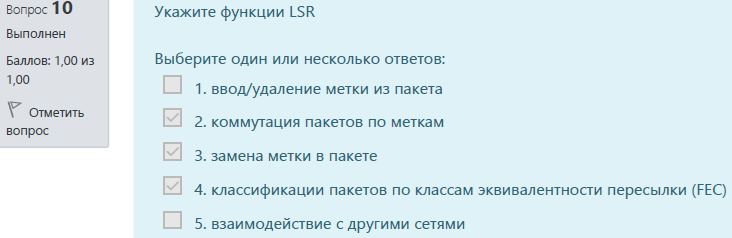 Вопрос 10
Выполнен
Баллов: 1,00 из
1,00
Отметить
вопрос
Укажите функции LSR
Выберите один или несколько ответов:
1. ввод/удаление метки из пакета
2. коммутация пакетов по меткам
3. замена метки в пакете
4. классификации пакетов по классам эквивалентности пересылки (FEC)
5. взаимодействие с другими сетями